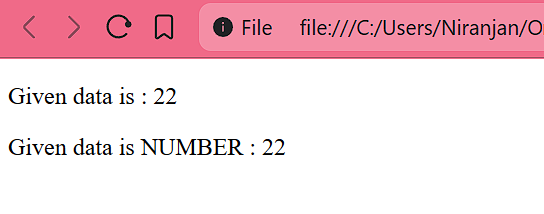 File file:///C:/Users/Niranjan/O
Given data is : 22
Given data is NUMBER : 22